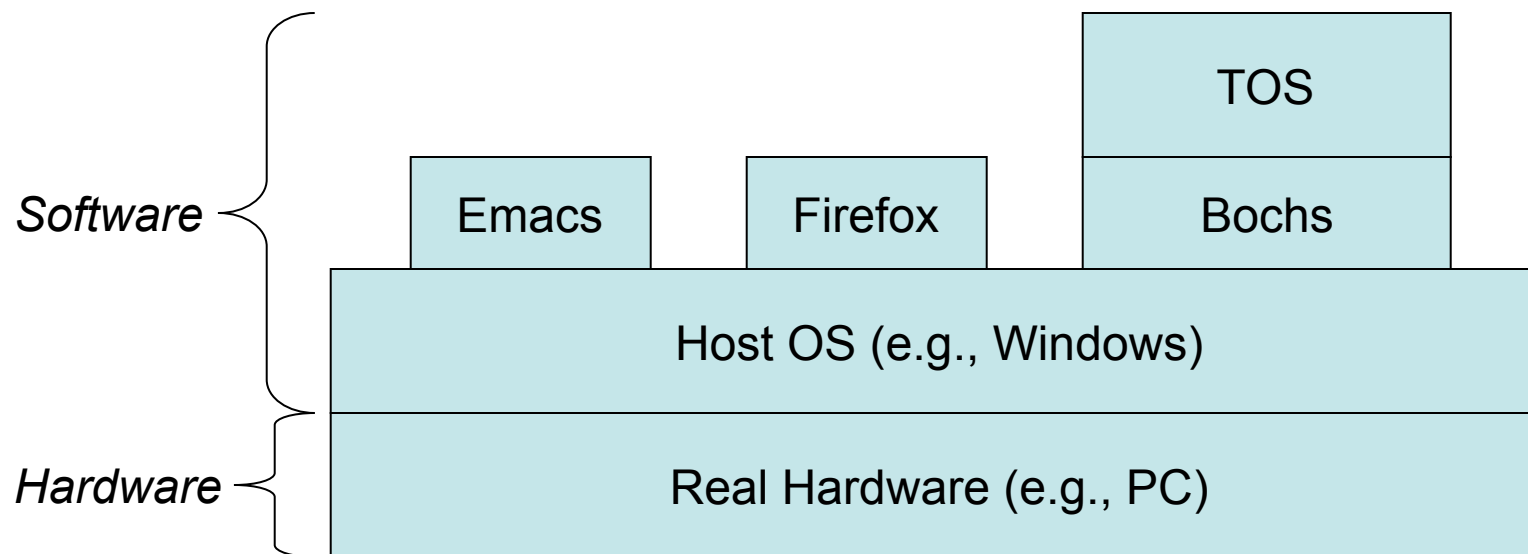 TOS
Software
Emacs
Firefox
Bochs
Host OS (e.g., Windows)
Hardware
Real Hardware (e.g., PC)